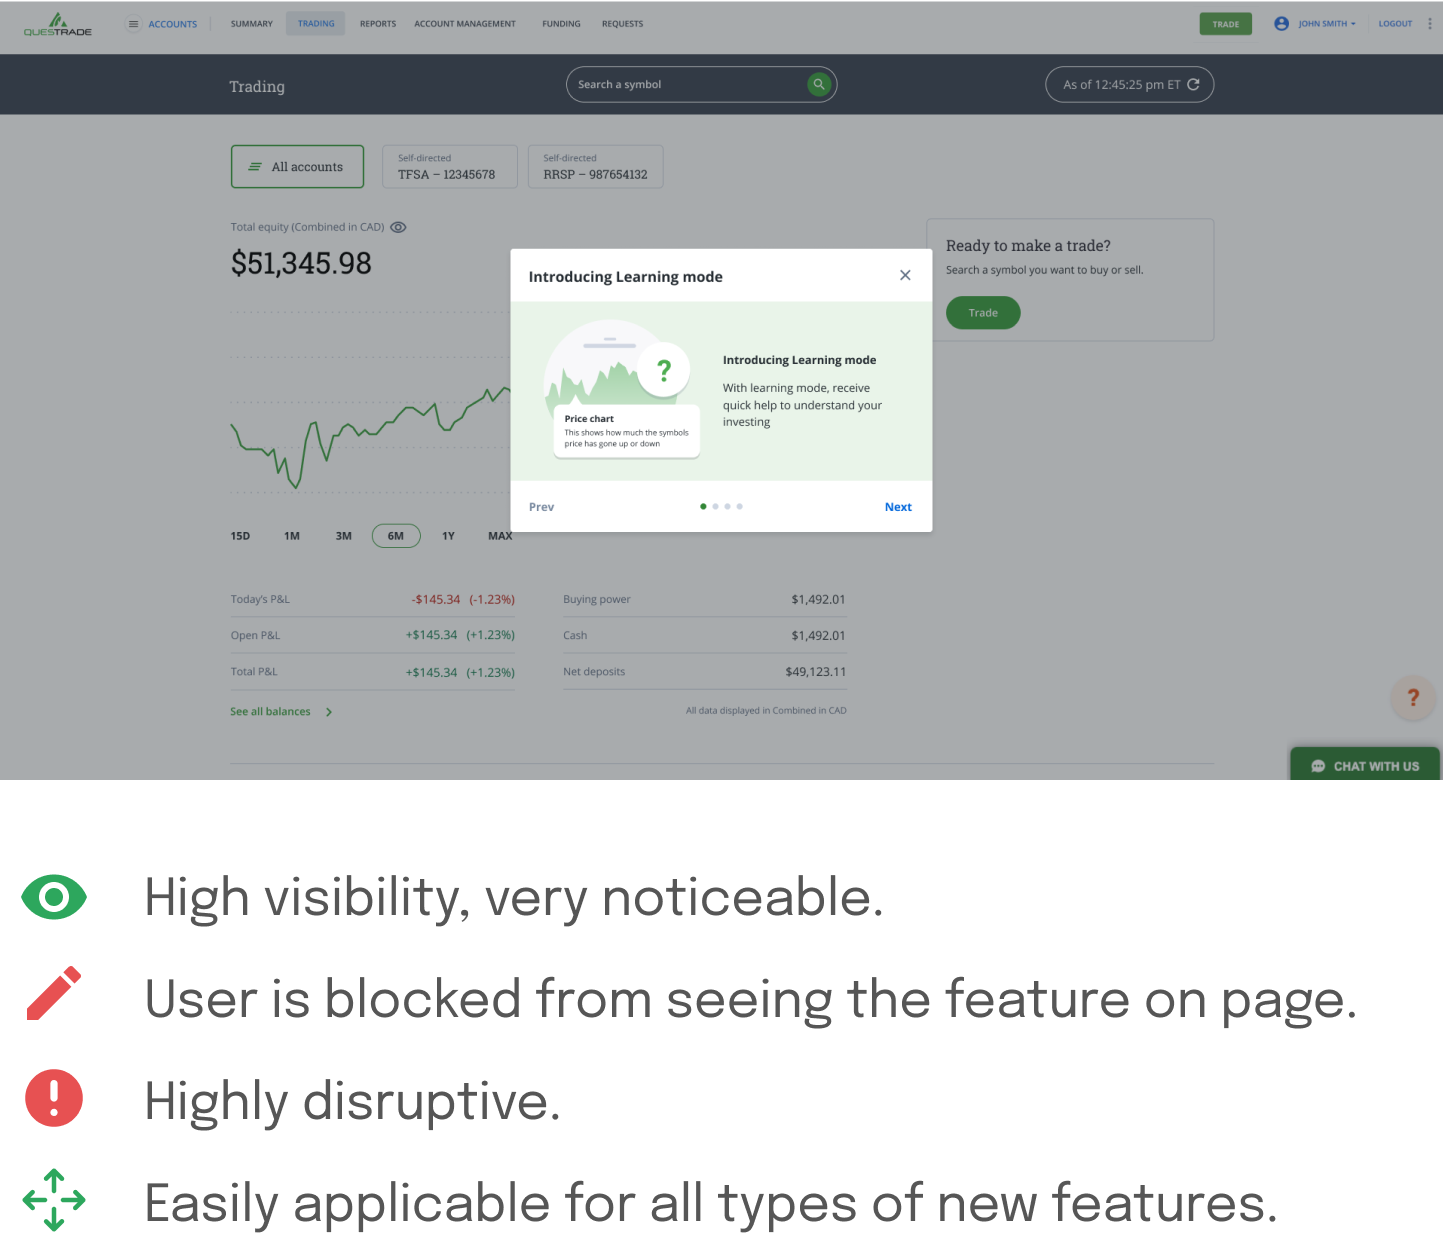 QUESTRADE
ACCOUNTS
SUMMARY
TRADING
REPORTS
ACCOUNT MANAGEMENT
FUNDING
REQUESTS
TRADE
JOHN SMITH
LOGOUT
Trading
Search a symbol
As of 12:45:25 pm ET
All accounts
Self-directed
TFSA – 12345678
Self-directed
RRSP – 987654132
Total equity (Combined in CAD)
$51,345.98
Ready to make a trade?
Search a symbol you want to buy or sell.
Trade
Introducing Learning mode
?
Price chart
This shows how much the symbols
price has gone up or down
Introducing Learning mode
With learning mode, receive
quick help to understand your
investing
Prev
Next
15D 1M 3M 6M 1Y MAX
Today's P&L -$145.34 (-1.23%)
Open P&L +$145.34 (+1.23%)
Total P&L +$145.34 (+1.23%)
See all balances
Buying power $1,492.01
Cash $1,492.01
Net deposits $49,123.11
All data displayed in Combined in CAD
?
CHAT WITH US
High visibility, very noticeable.
User is blocked from seeing the feature on page.
Highly disruptive.
Easily applicable for all types of new features.